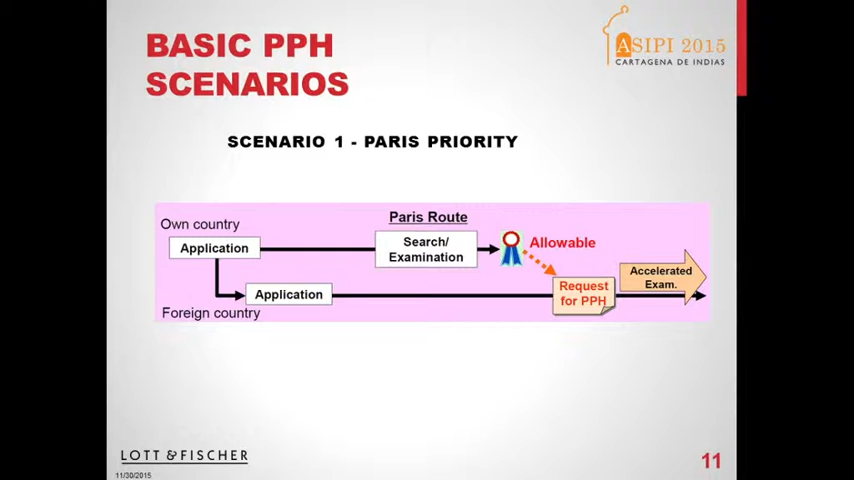 BASIC PPH
SCENARIOS
ASIPI 2015
CARTAGENA DE INDIAS
SCENARIO 1 - PARIS PRIORITY
Paris Route
Own country
Application
Search/
Examination
Allowable
Application
Request
for PPH
Accelerated
Exam.
Foreign country
LOTT & FISCHER
11/30/2015
11